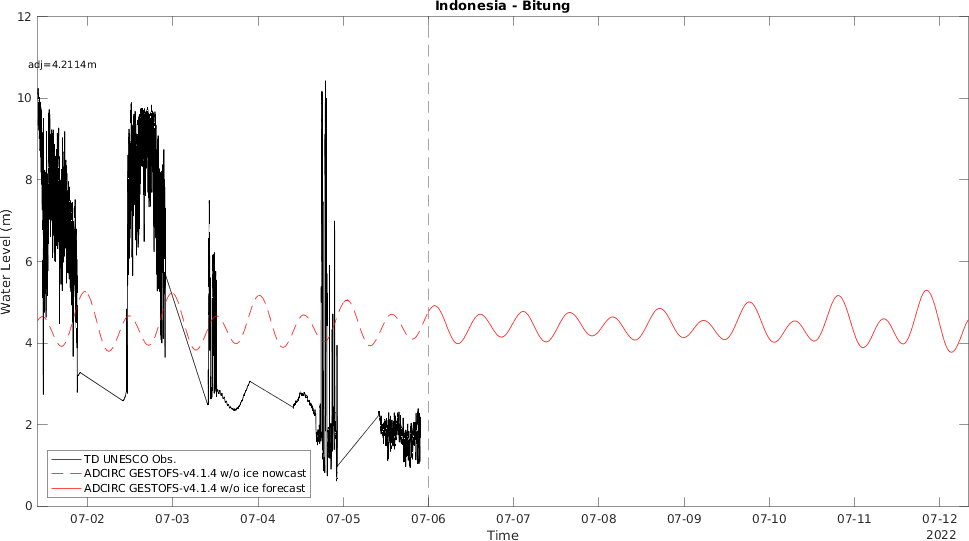 Indonesia - Bitung
adj=4.2114m
12
10
8
6
4
2
0
Water Level (m)
TD UNESCO Obs.
ADCIRC GESTOFS-v4.1.4 w/o ice nowcast
ADCIRC GESTOFS-v4.1.4 w/o ice forecast
07-02 07-03 07-04 07-05 07-06 07-07 07-08 07-09 07-10 07-11 07-12
2022
Time